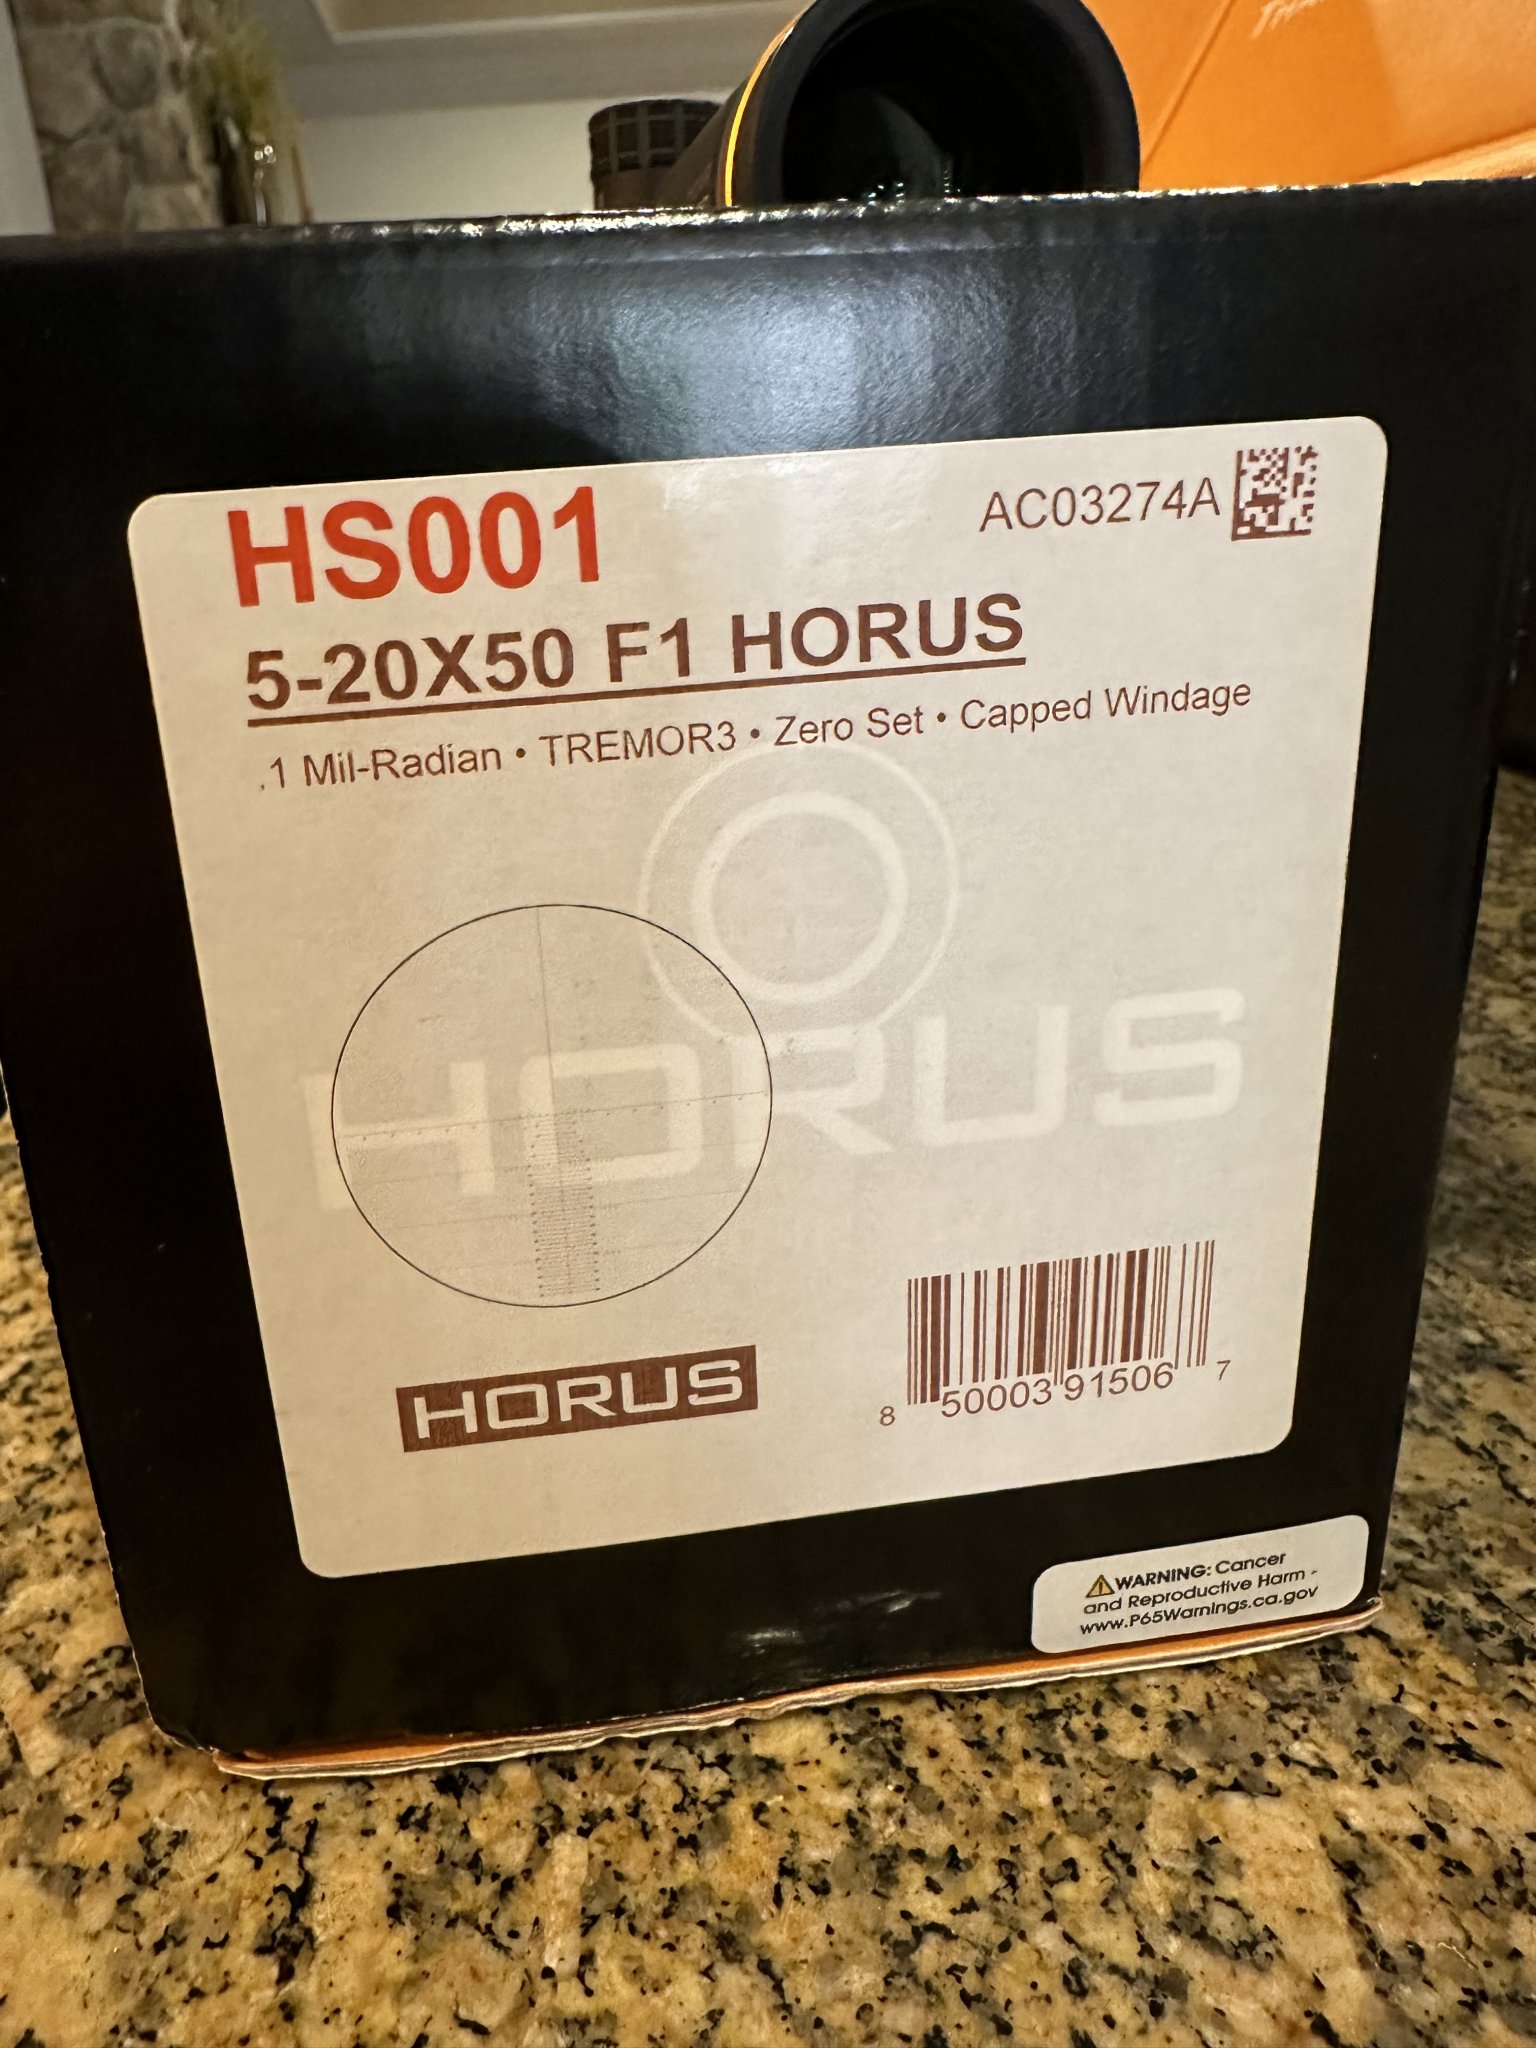 HS001
AC03274A
5-20X50 F1 HORUS
.1 Mil-Radian • TREMOR3 • Zero Set • Capped Windage
HORUS
HORUS
8 50003 91506 7
WARNING: Cancer
and Reproductive Harm -
www.P65Warnings.ca.gov